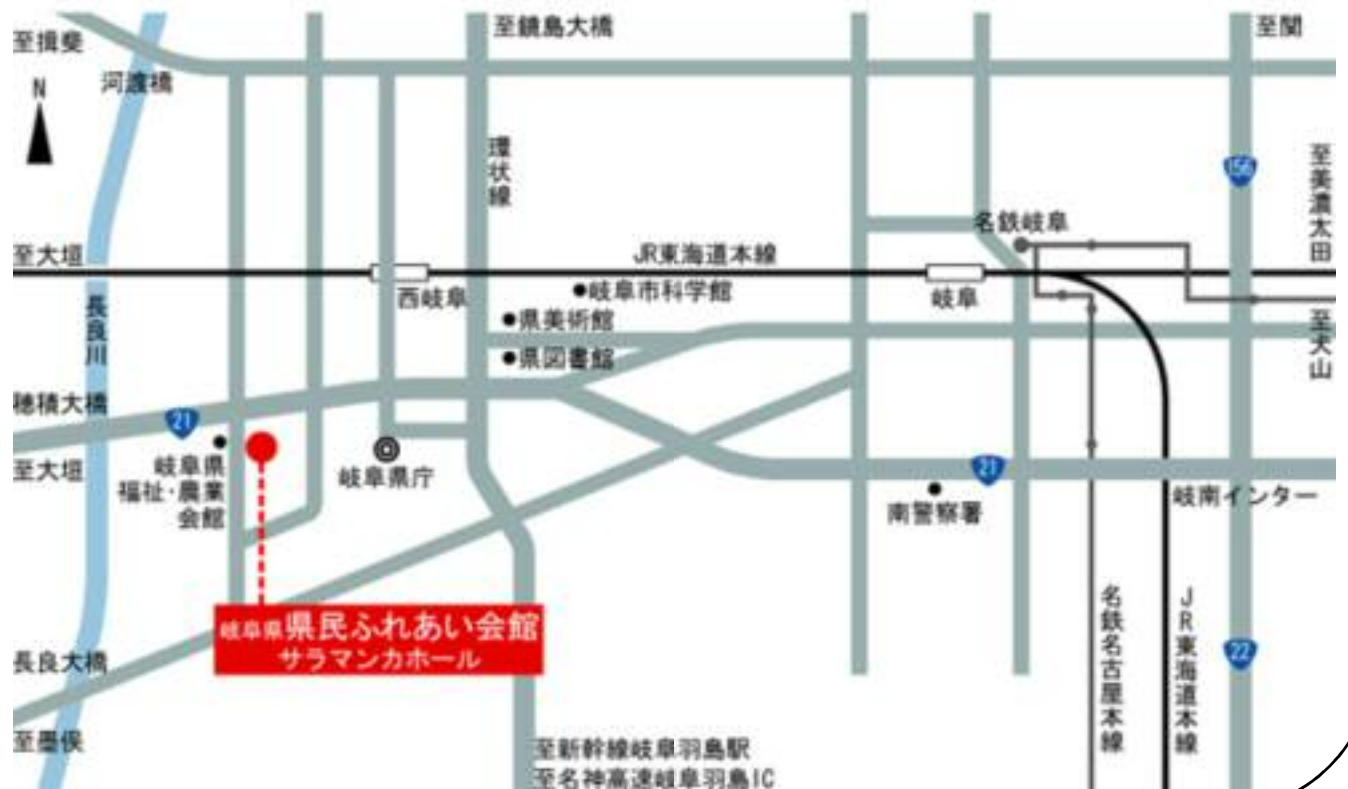 至鏡島大橋
至関
至揖斐
河渡橋
N
環状線
156
至美濃太田
名鉄岐阜
至大垣
JR東海道本線
西岐阜
岐阜市科学館
岐阜
長良川
県美術館
至犬山
県図書館
穂積大橋
21
至大垣
岐阜県
福祉・農業
会館
岐阜県庁
21
南警察署
岐南インター
岐阜県県民ふれあい会館
サラマンカホール
名鉄名古屋本線
JR東海道本線
22
長良大橋
至墨俣
至新幹線岐阜羽島駅
至名神高速岐阜羽島IC